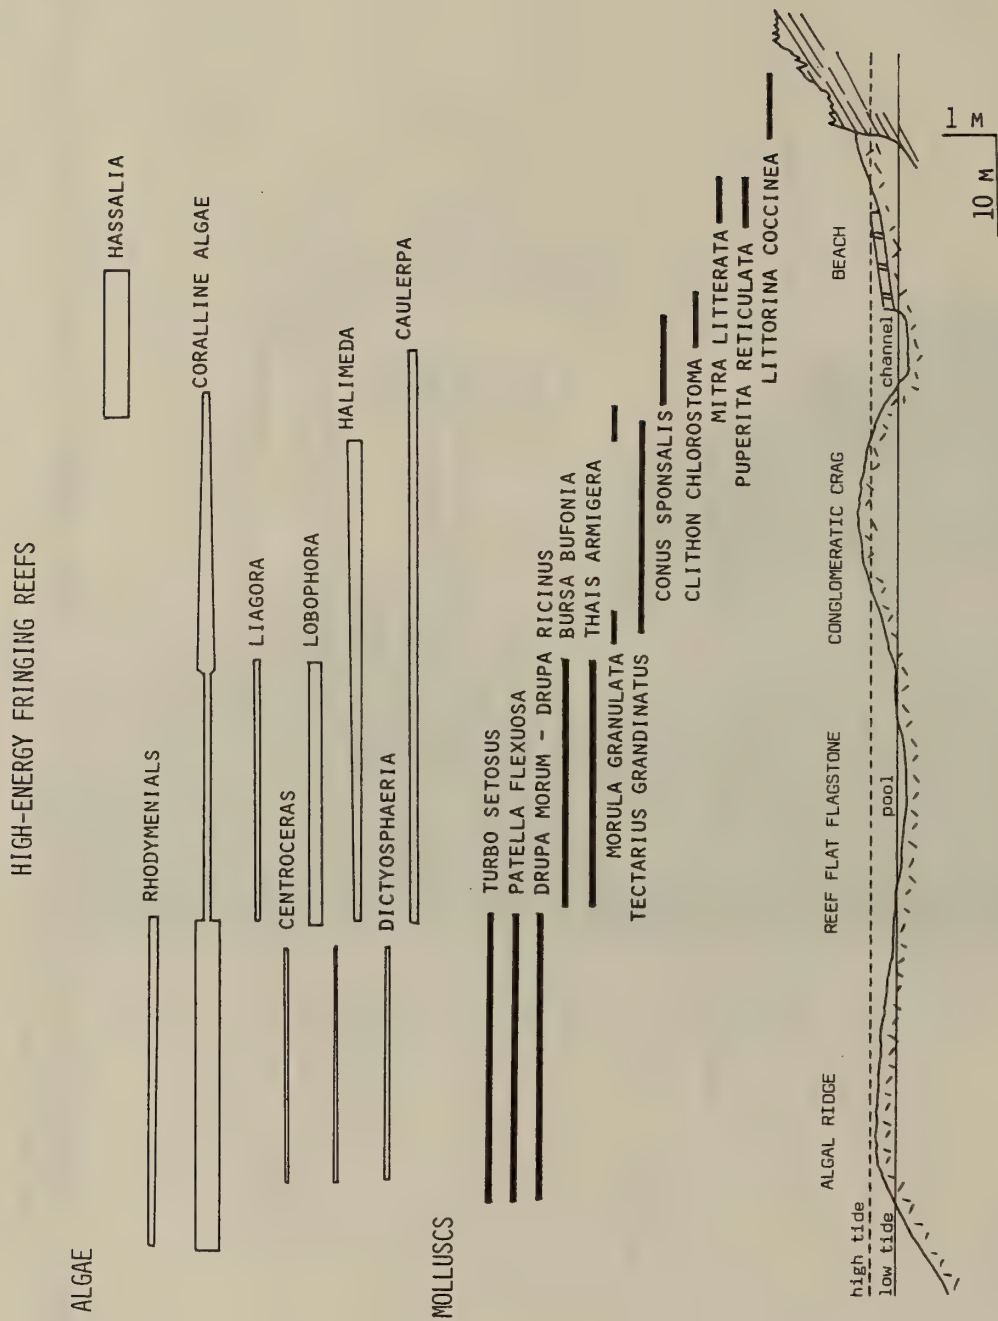 HIGH-ENERGY FRINGING REEFS
ALGAE
HASSALIA
RHODYMENIALS
CORALLINE ALGAE
LIAGORA
CENTROCERAS
LOBOPHORA
HALIMEDA
DICTYOSPHAERIA
CAULERPA
MOLLUSCS
TURBO SETOSUS
PATELLA FLEXUOSA
DRUPA MORUM - DRUPA RICINUS
BURSA BUFONIA
THAIS ARMIGERA
MORULA GRANULATA
TECTARIUS GRANDINATUS
CONUS SPONSALIS
CLITHON CHLOROSTOMA
MITRA LITTERATA
PUPERITA RETICULATA
LITTORINA COCCINEA
ALGAL RIDGE
REEF FLAT FLAGSTONE
CONGLOMERATIC CRAG
BEACH
high tide
low tide
pool
channel
1 M
10 M